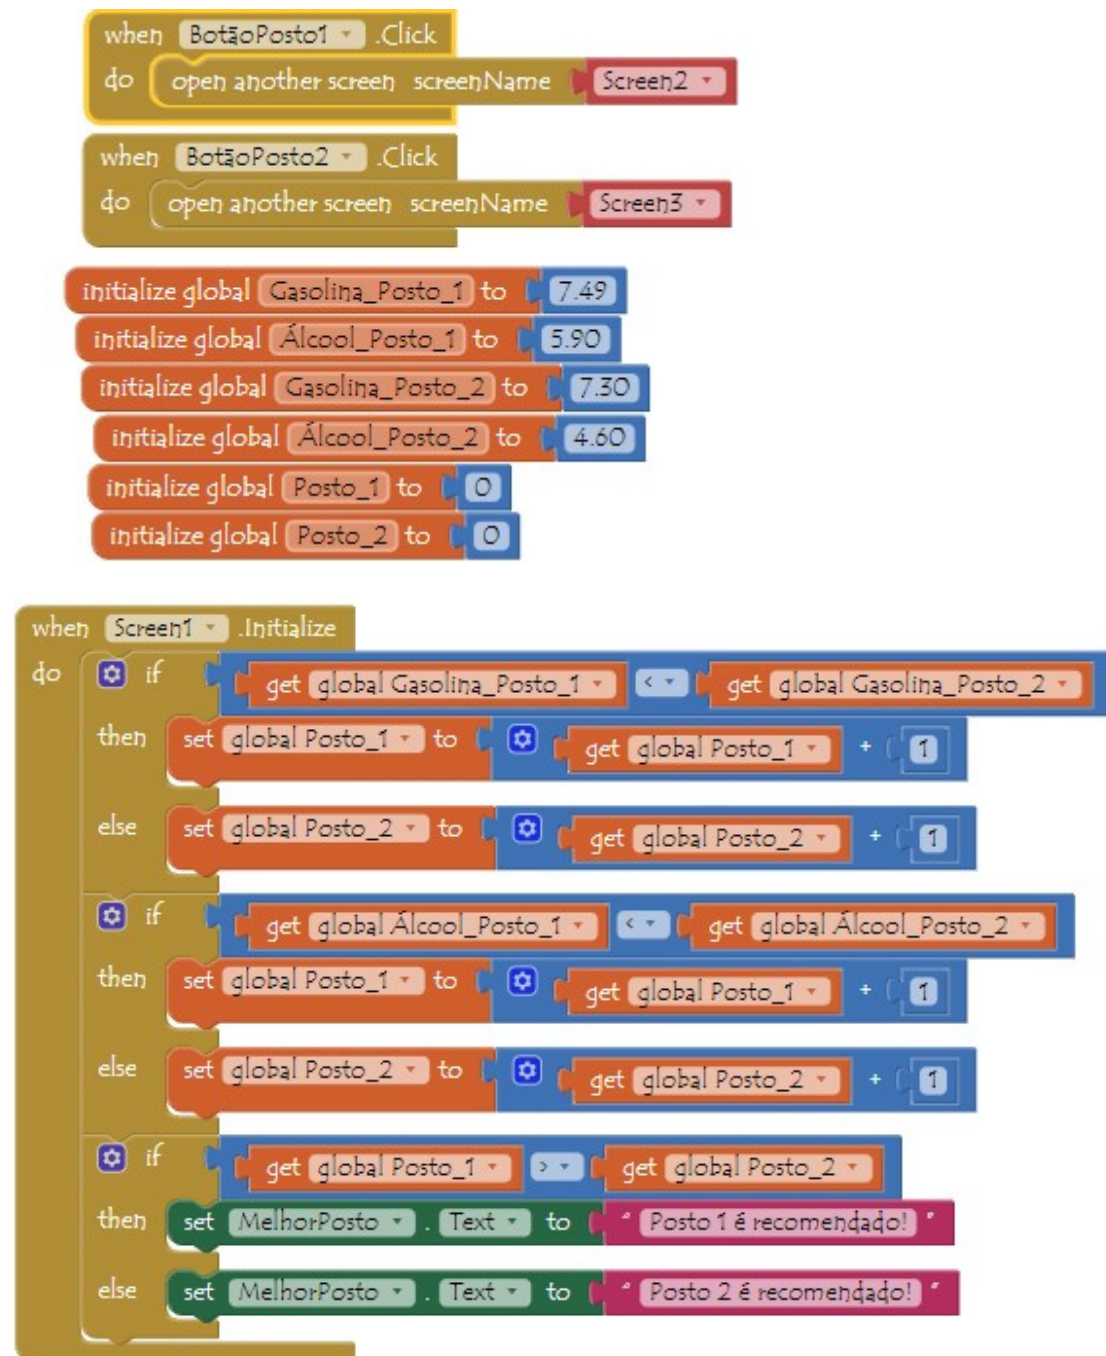 when BotãoPosto1 .Click
do open another screen screenName Screen2
when BotãoPosto2 .Click
do open another screen screenName Screen3
initialize global Gasolina_Posto_1 to 7.49
initialize global Álcool_Posto_1 to 5.90
initialize global Gasolina_Posto_2 to 7.30
initialize global Álcool_Posto_2 to 4.60
initialize global Posto_1 to 0
initialize global Posto_2 to 0
when Screen1 .Initialize
do if get global Gasolina_Posto_1 < get global Gasolina_Posto_2
then set global Posto_1 to get global Posto_1 + 1
else set global Posto_2 to get global Posto_2 + 1
if get global Álcool_Posto_1 < get global Álcool_Posto_2
then set global Posto_1 to get global Posto_1 + 1
else set global Posto_2 to get global Posto_2 + 1
if get global Posto_1 > get global Posto_2
then set MelhorPosto . Text to " Posto 1 é recomendado! "
else set MelhorPosto . Text to " Posto 2 é recomendado! "